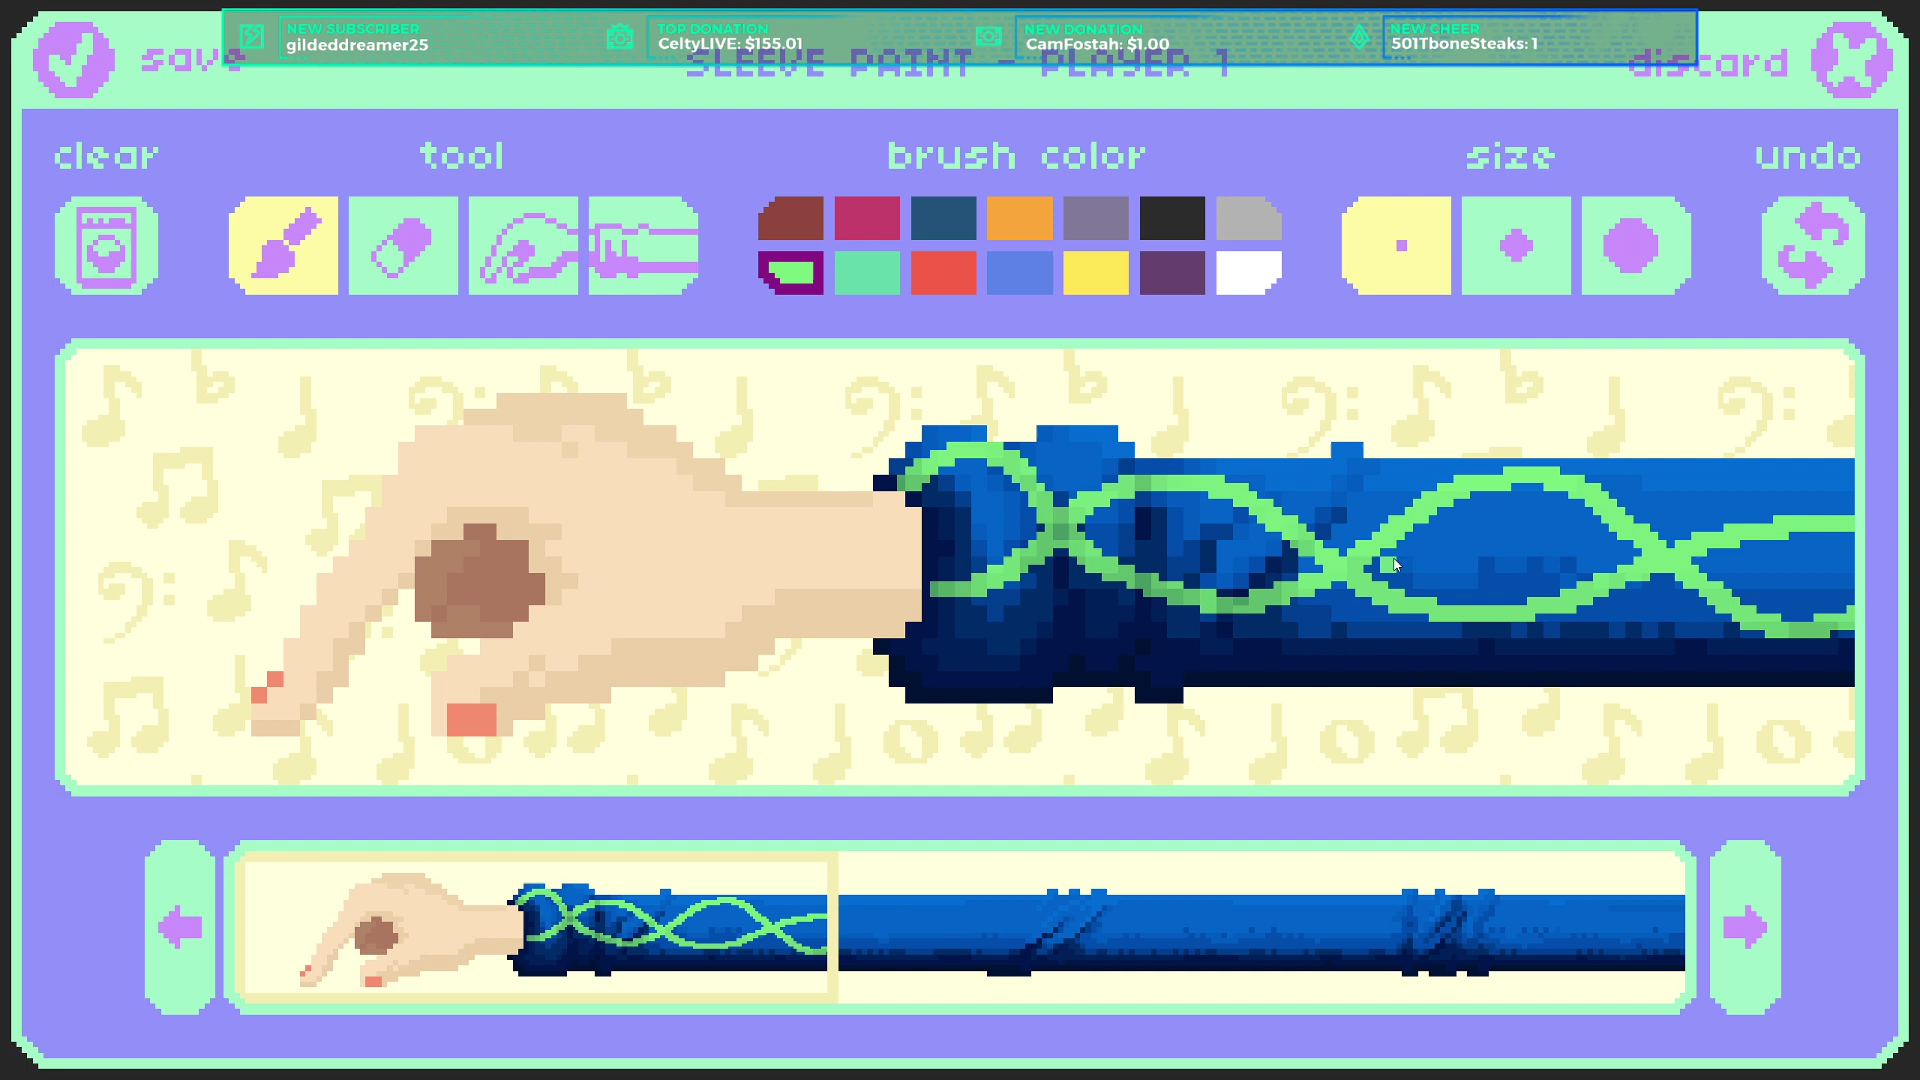 NEW SUBSCRIBER
gildeddreamer25
TOP DONATION
CeltyLIVE: $155.01
NEW DONATION
CamFostah: $1.00
NEW CHEER
501TboneSteaks: 1
save
SLEEVE PAINT - PLAYER 1
discard
clear
tool
brush color
size
undo